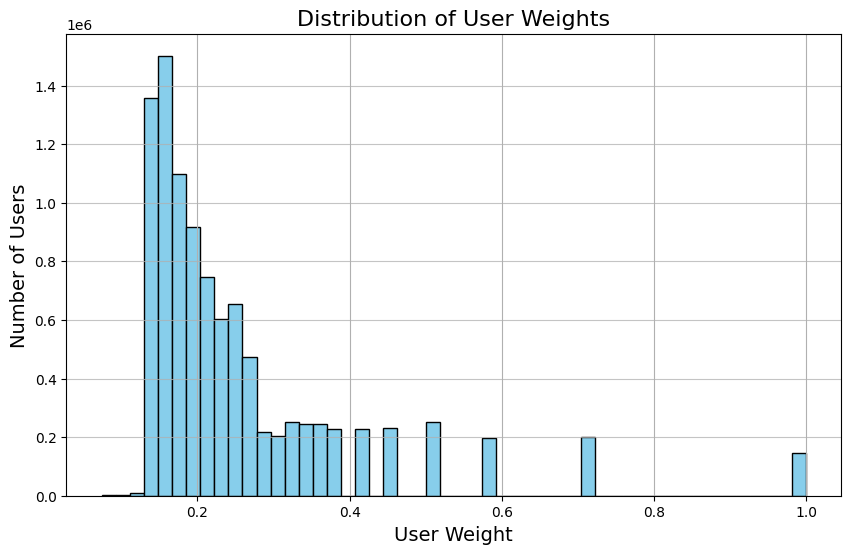 Distribution of User Weights
1e6
1.4
1.2
1.0
0.8
0.6
0.4
0.2
0.0
Number of Users
0.2 0.4 0.6 0.8 1.0
User Weight